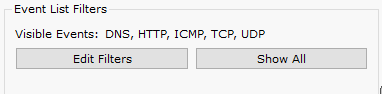 Event List Filters
Visible Events: DNS, HTTP, ICMP, TCP, UDP
Edit Filters
Show All